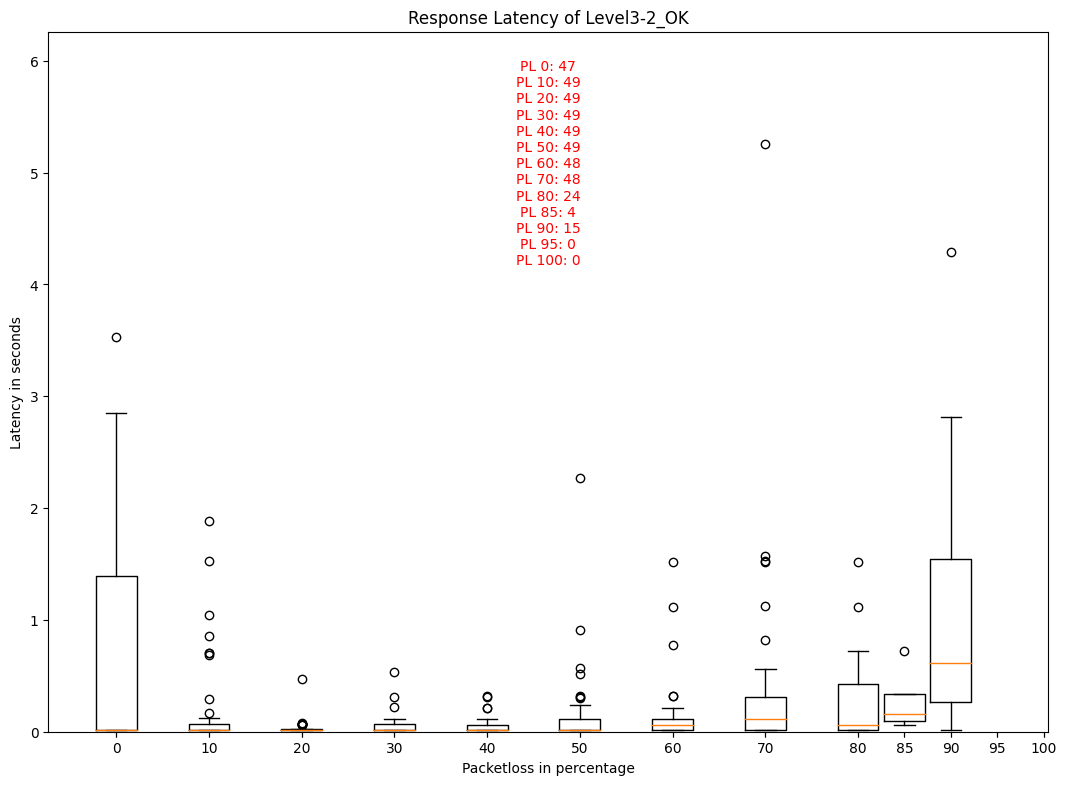 Response Latency of Level3-2_OK
6
5
4
3
2
1
0
Latency in seconds
PL 0: 47
PL 10: 49
PL 20: 49
PL 30: 49
PL 40: 49
PL 50: 49
PL 60: 48
PL 70: 48
PL 80: 24
PL 85: 4
PL 90: 15
PL 95: 0
PL 100: 0
0 10 20 30 40 50 60 70 80 85 90 95 100
Packetloss in percentage